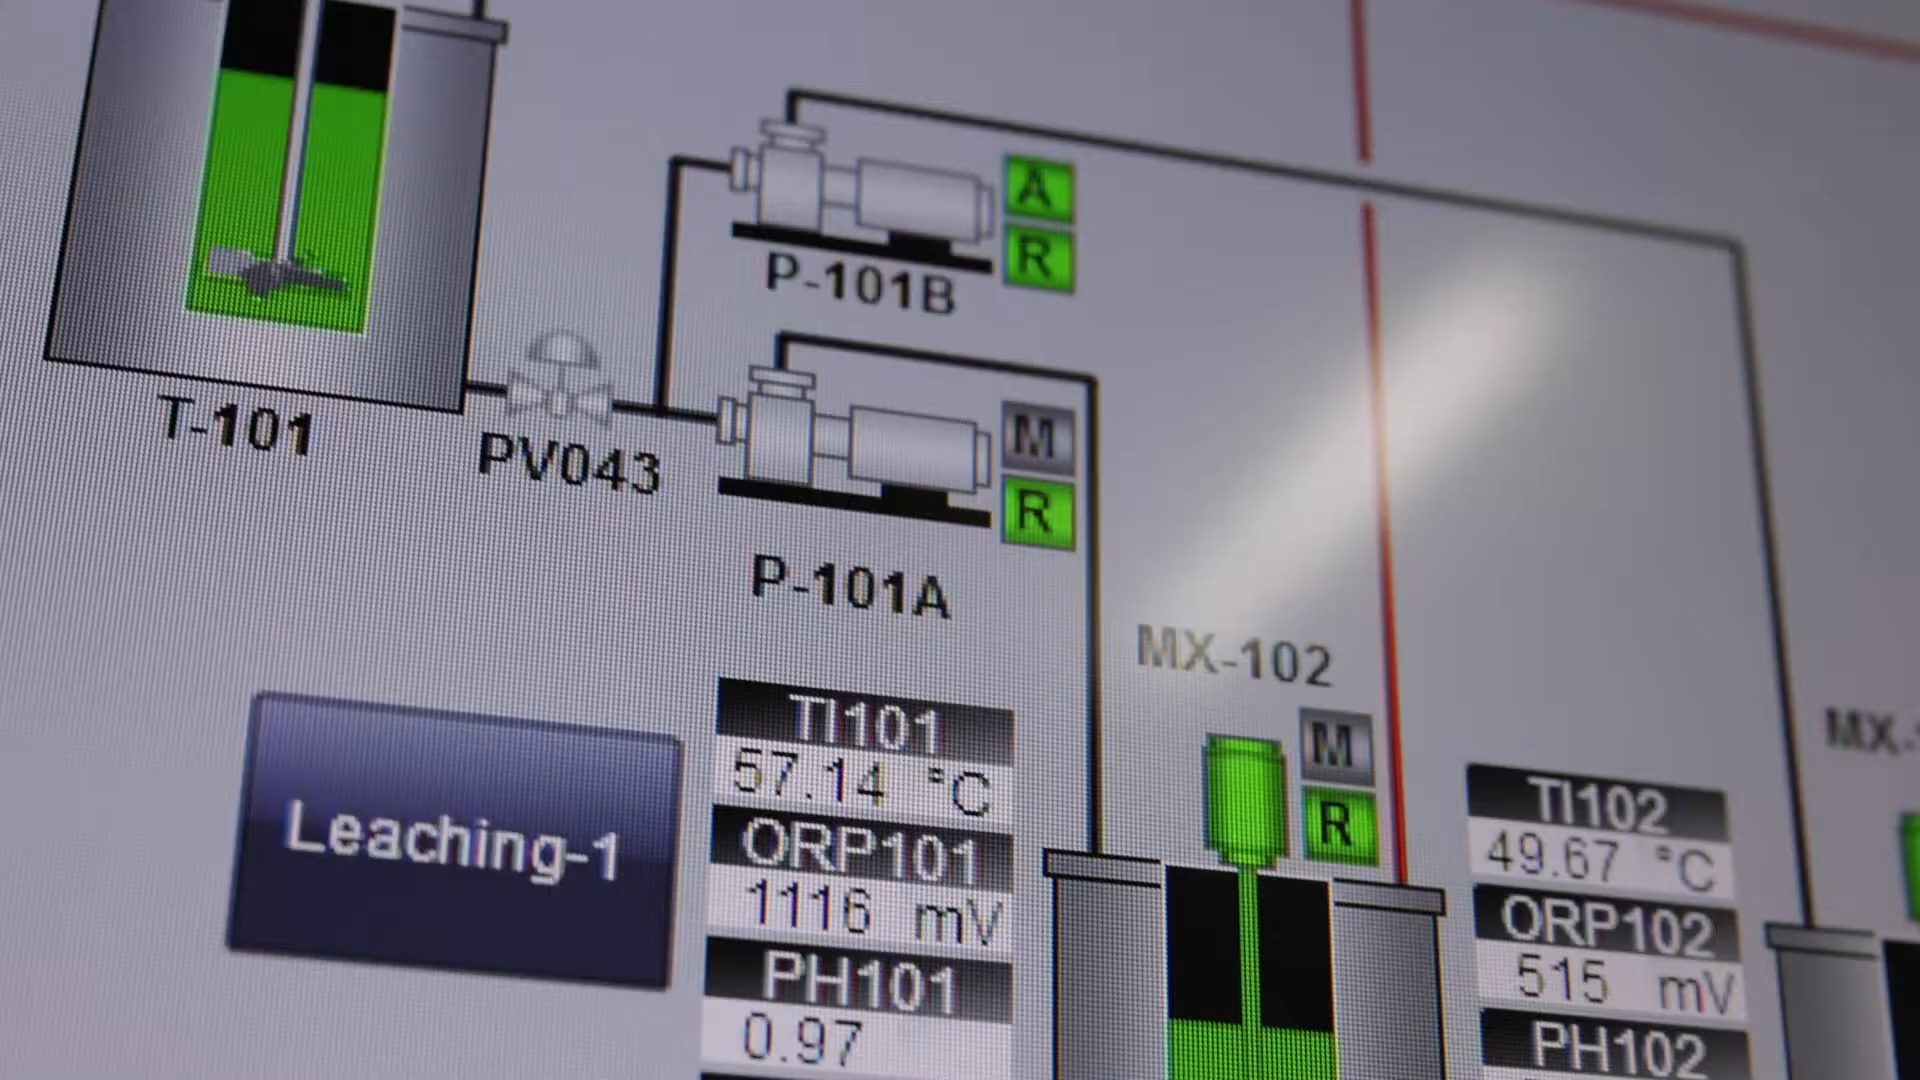 A
R
P-101B
T-101
PV043
M
R
P-101A
MX-102
M
R
MX-
Leaching-1
TI101
57.14 °C
ORP101
1116 mV
PH101
0.97
TI102
49.67 °C
ORP102
515 mV
PH102